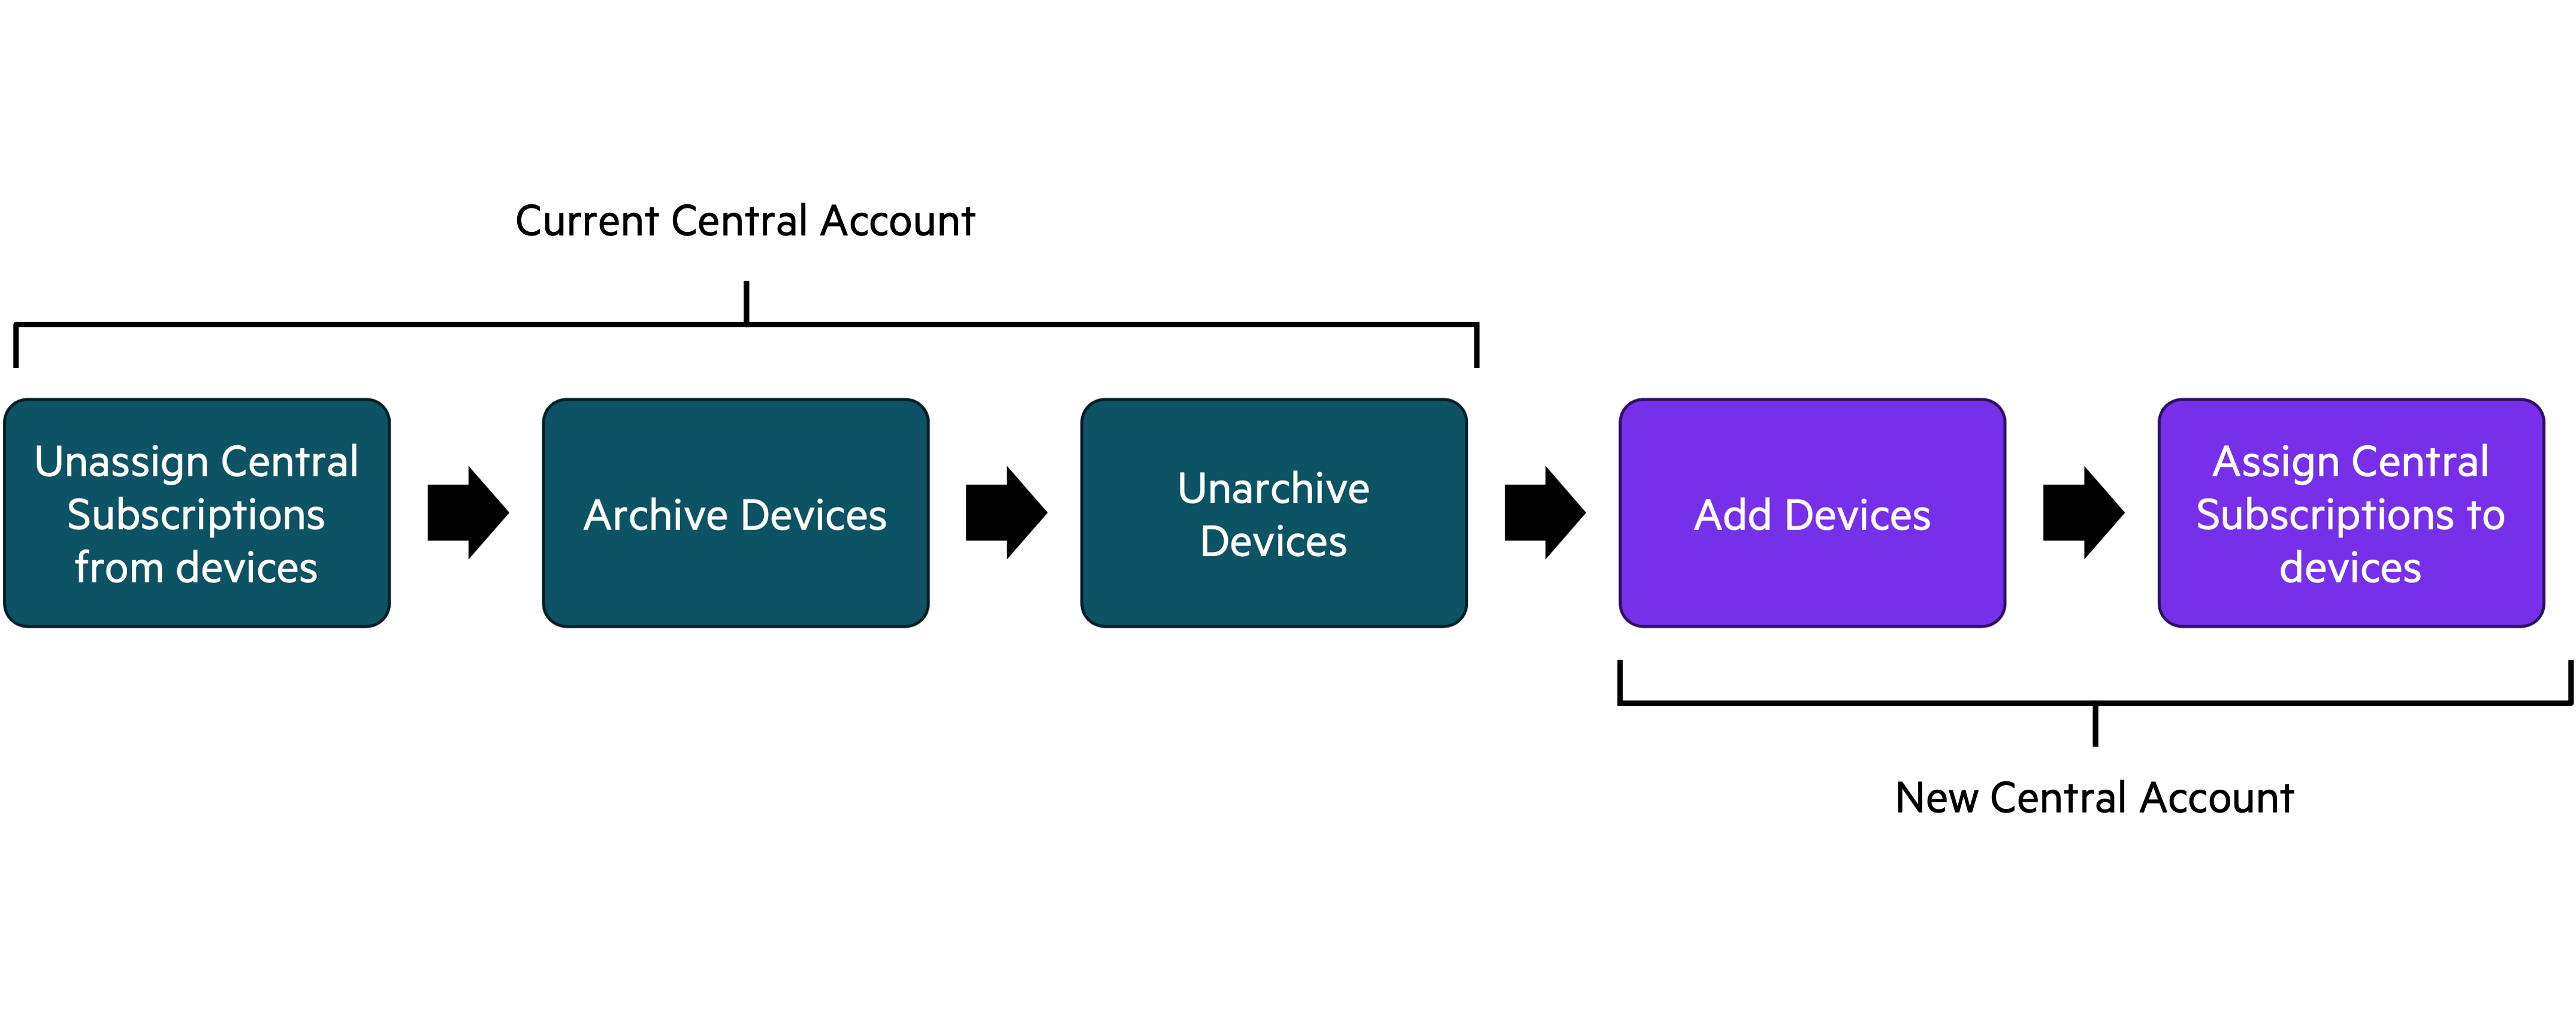 Current Central Account
Unassign Central
Subscriptions
from devices
Archive Devices
Unarchive
Devices
Add Devices
Assign Central
Subscriptions to
devices
New Central Account